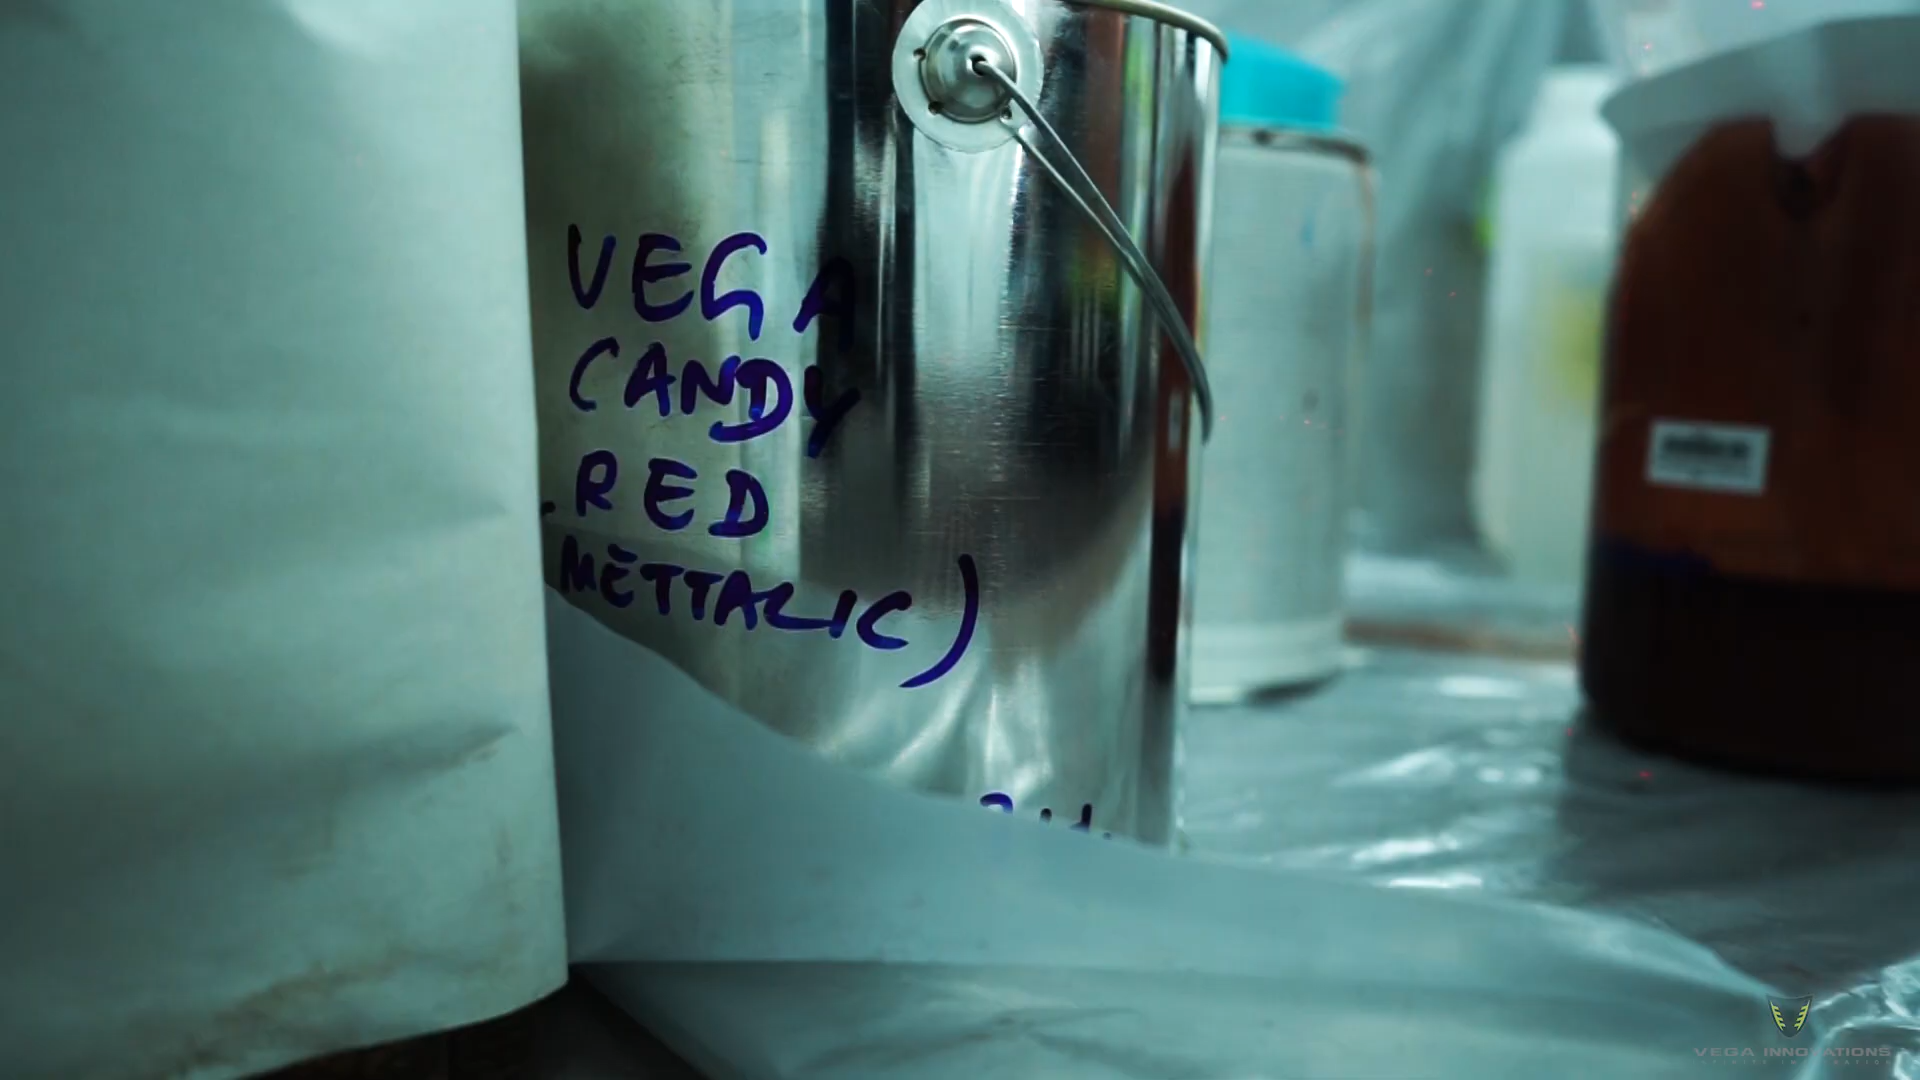 VEGA
CANDY
RED
METTALIC)
VEGA INNOVATIONS